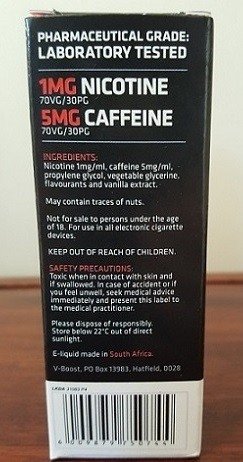 PHARMACEUTICAL GRADE:
LABORATORY TESTED
1MG NICOTINE
70VG/30PG
5MG CAFFEINE
70VG/30PG
INGREDIENTS:
Nicotine 1mg/ml, caffeine 5mg/ml,
propylene glycol, vegetable glycerine,
flavourants and vanilla extract.
May contain traces of nuts.
Not for sale to persons under the age
of 18. For use in all electronic cigarette
devices.
KEEP OUT OF REACH OF CHILDREN.
SAFETY PRECAUTIONS:
Toxic when in contact with skin and
if swallowed. In case of accident or if
you feel unwell, seek medical advice
immediately and present this label to
the medical practitioner.
Please dispose of responsibly.
Store below 22°C out of direct
sunlight.
E-liquid made in South Africa.
V-Boost, PO Box 13983, Hatfield, 0028